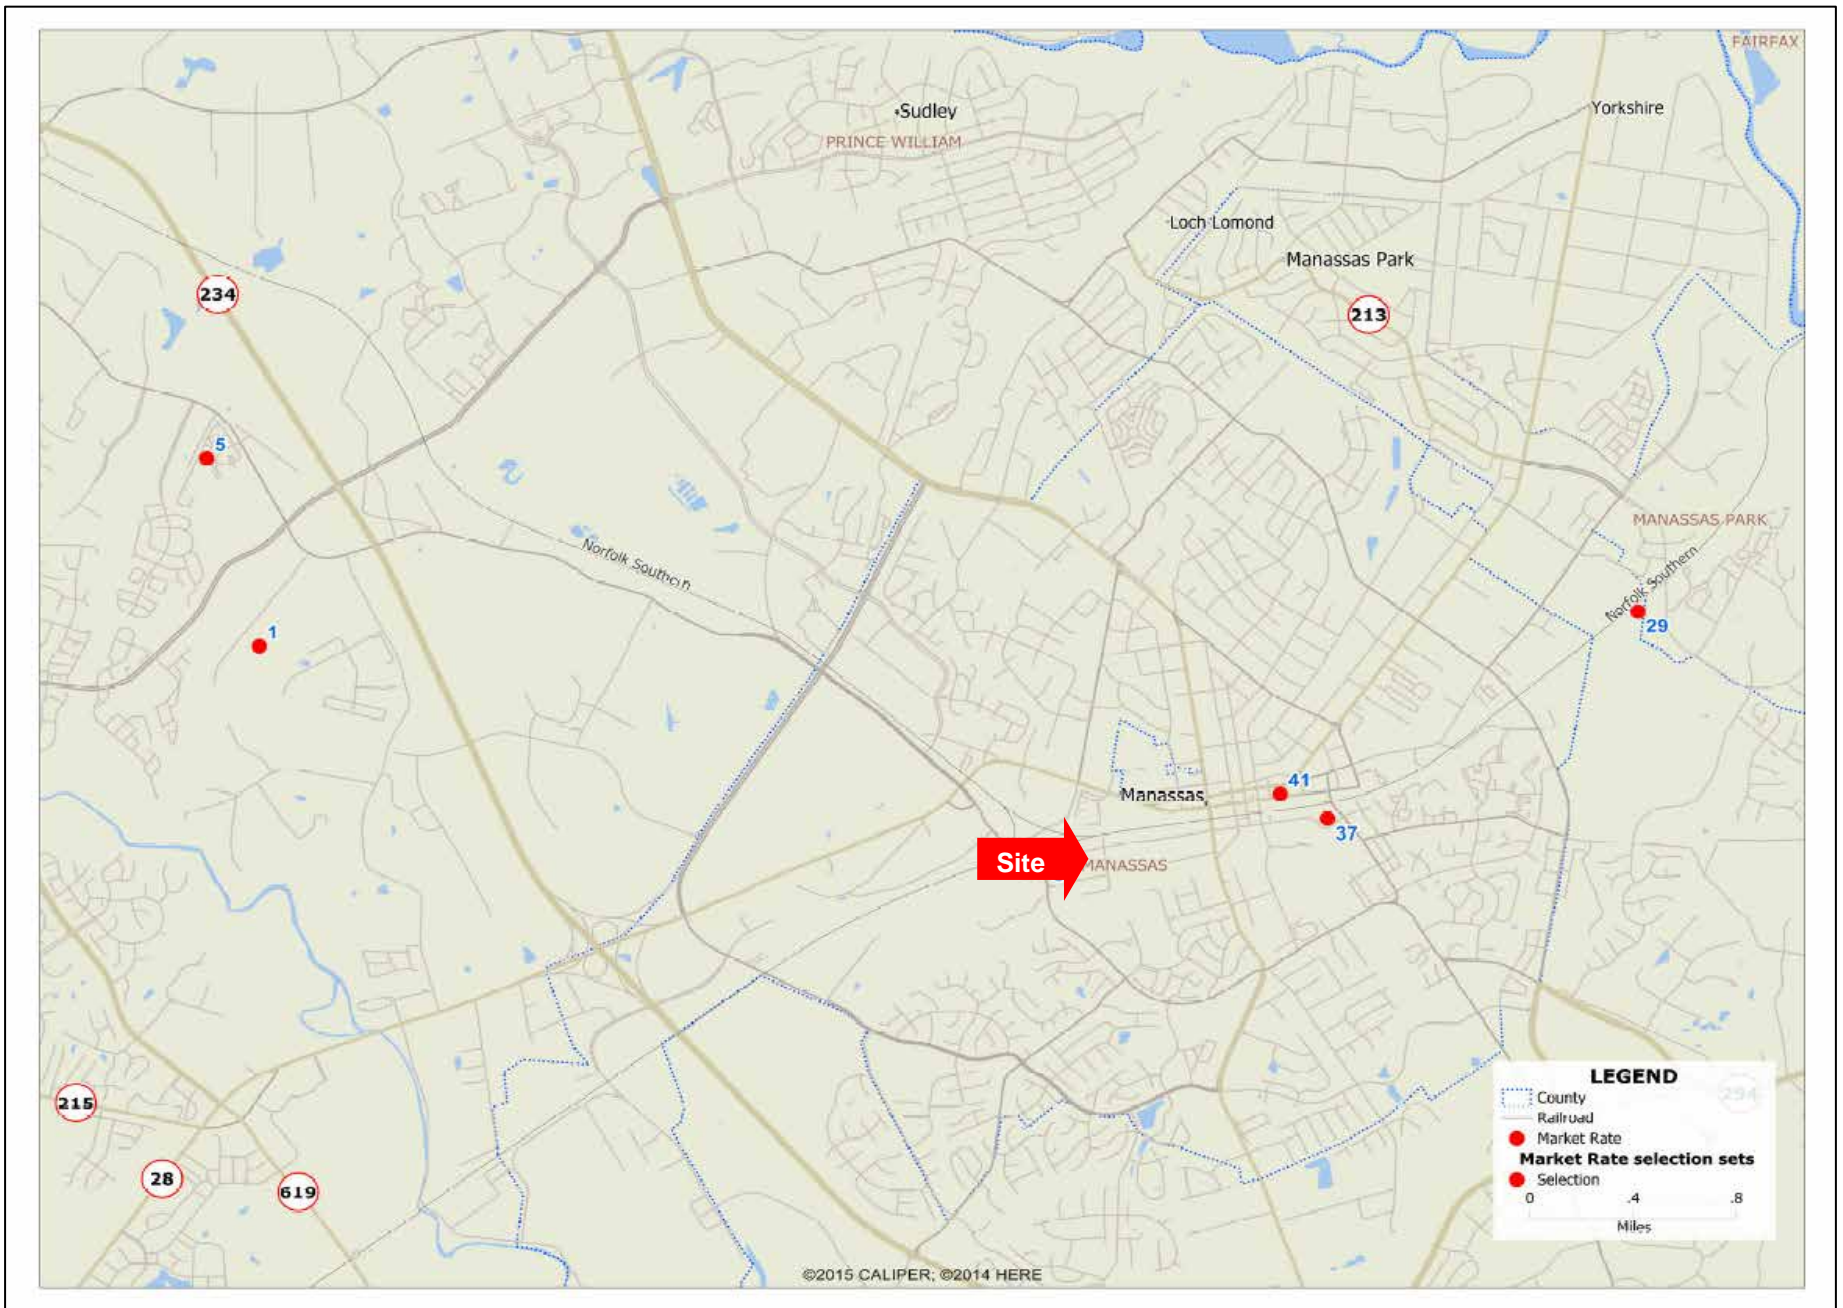 FAIRFAX
Sudley
Yorkshire
PRINCE WILLIAM
Loch Lomond
Manassas Park
234
213
5
MANASSAS PARK
Norfolk Southern
Norfolk Southern
29
1
41
Manassas
37
Site
MANASSAS
LEGEND
294
County
Railroad
215
Market Rate
Market Rate selection sets
28
Selection
619
0 .4 .8
Miles
©2015 CALIPER; ©2014 HERE